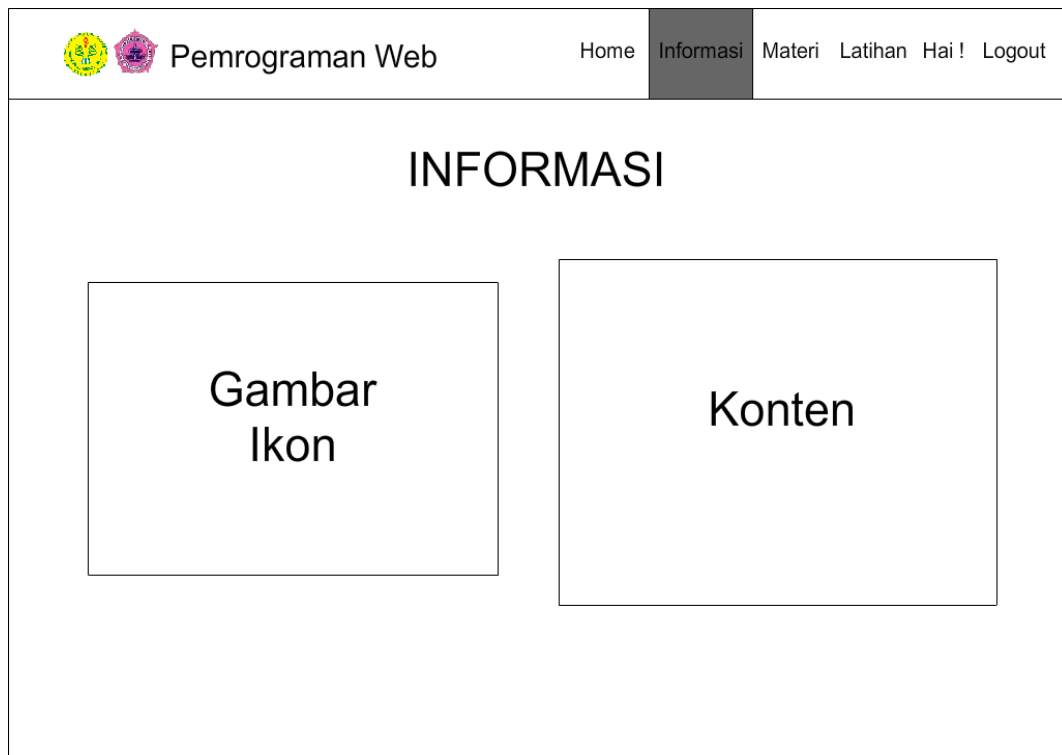 Pemrograman Web
Home Informasi Materi Latihan Hai ! Logout
INFORMASI
Gambar
Ikon
Konten